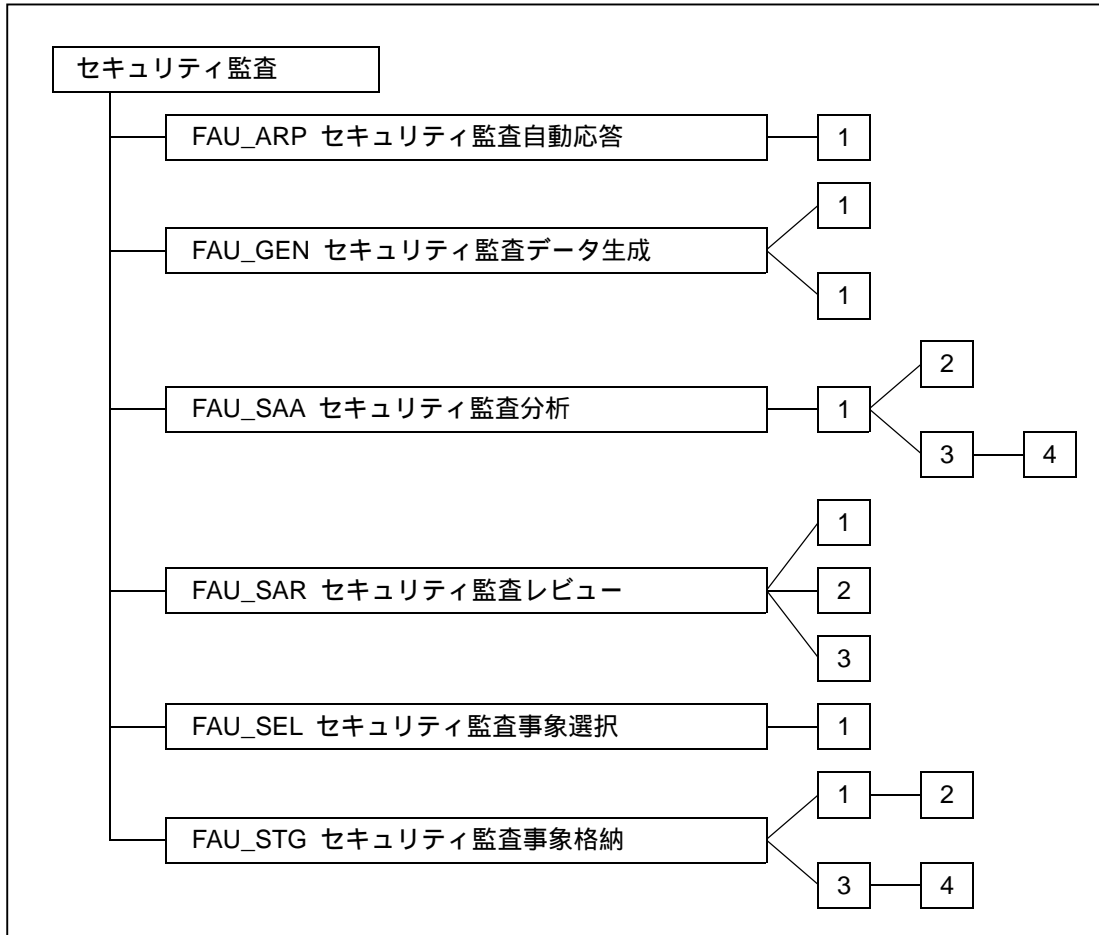 セキュリティ監査
FAU_ARP セキュリティ監査自動応答
1
FAU_GEN セキュリティ監査データ生成
1
1
FAU_SAA セキュリティ監査分析
1
2
3
4
FAU_SAR セキュリティ監査レビュー
1
2
3
FAU_SEL セキュリティ監査事象選択
1
FAU_STG セキュリティ監査事象格納
1
2
3
4